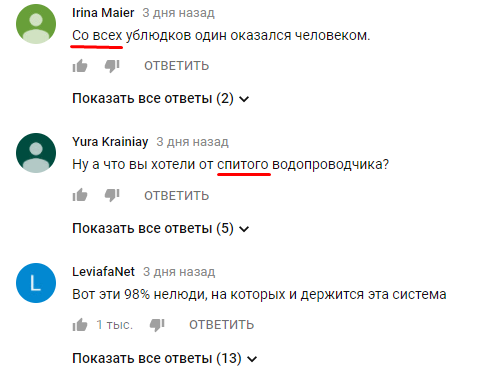 Irina Maier 3 дня назад
Со всех ублюдков один оказался человеком.
ОТВЕТИТЬ
Показать все ответы (2)
Yura Krainiay 3 дня назад
Ну а что вы хотели от спитого водопроводчика?
ОТВЕТИТЬ
Показать все ответы (5)
L
LeviafaNet 3 дня назад
Вот эти 98% нелюди, на которых и держится эта система
1 тыс. ОТВЕТИТЬ
Показать все ответы (13)